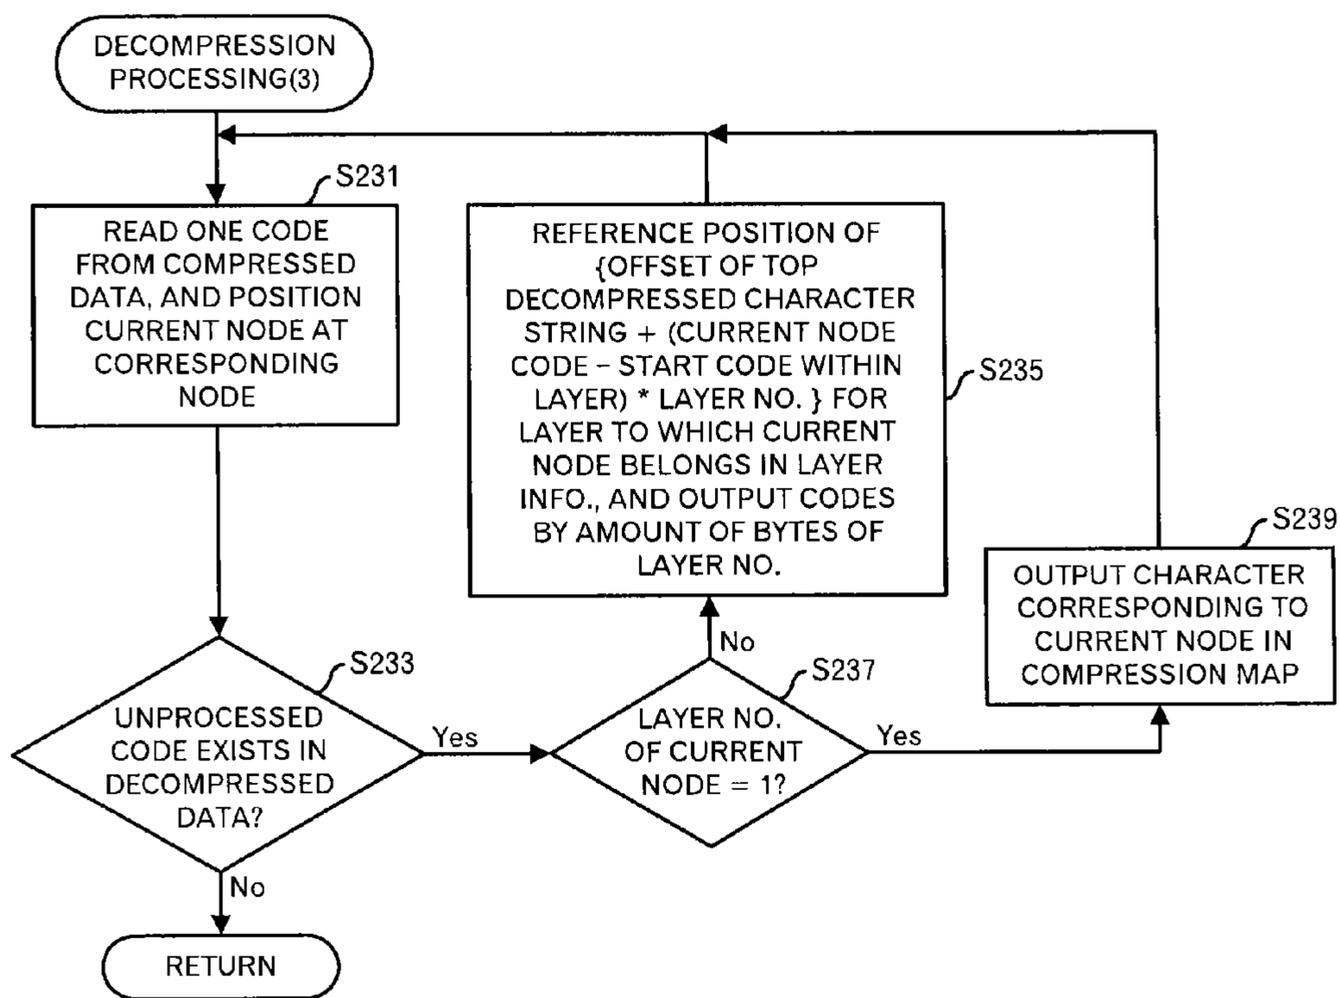 DECOMPRESSION
PROCESSING(3)
S231
READ ONE CODE
FROM COMPRESSED
DATA, AND POSITION
CURRENT NODE AT
CORRESPONDING
NODE
REFERENCE POSITION OF
{OFFSET OF TOP
DECOMPRESSED CHARACTER
STRING + (CURRENT NODE
CODE – START CODE WITHIN
LAYER) * LAYER NO. } FOR
LAYER TO WHICH CURRENT
NODE BELONGS IN LAYER
INFO., AND OUTPUT CODES
BY AMOUNT OF BYTES OF
LAYER NO.
S235
S239
OUTPUT CHARACTER
CORRESPONDING TO
CURRENT NODE IN
COMPRESSION MAP
S233
UNPROCESSED
CODE EXISTS IN
DECOMPRESSED
DATA?
Yes
No
S237
LAYER NO.
OF CURRENT
NODE = 1?
Yes
No
RETURN